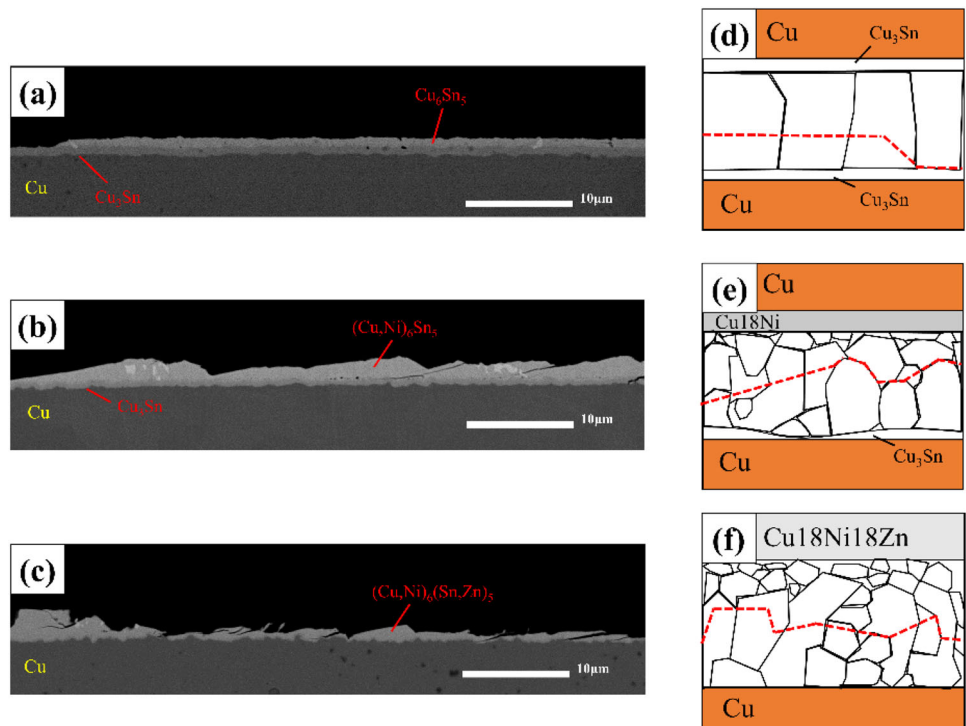 (a)
Cu₆Sn₅
Cu
Cu₃Sn
10μm
(b)
(Cu,Ni)₆Sn₅
Cu
Cu₃Sn
10μm
(c)
(Cu,Ni)₆(Sn,Zn)₅
Cu
10μm
(d)
Cu
Cu₃Sn
Cu
Cu₃Sn
(e)
Cu
Cu18Ni
Cu
Cu₃Sn
(f)
Cu18Ni18Zn
Cu